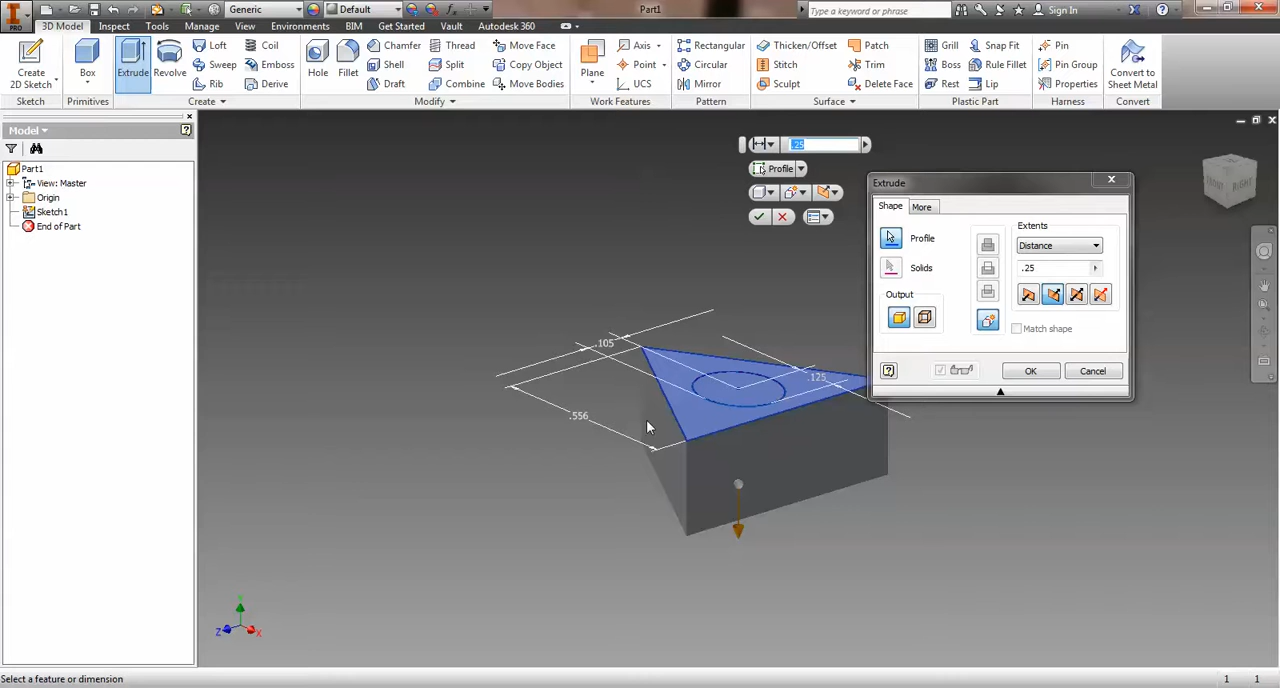 PRO
Generic
Default
Part1
Type a keyword or phrase
Sign In
3D Model
Inspect
Tools
Manage
View
Environments
BIM
Get Started
Vault
Autodesk 360
Create
2D Sketch
Box
Extrude
Revolve
Loft
Sweep
Rib
Coil
Emboss
Derive
Hole
Fillet
Chamfer
Shell
Draft
Thread
Split
Combine
Move Face
Copy Object
Move Bodies
Plane
Axis
Point
UCS
Rectangular
Circular
Mirror
Thicken/Offset
Stitch
Sculpt
Patch
Trim
Delete Face
Grill
Boss
Rest
Snap Fit
Rule Fillet
Lip
Pin
Pin Group
Properties
Convert to
Sheet Metal
Sketch
Primitives
Create
Modify
Work Features
Pattern
Surface
Plastic Part
Harness
Convert
Model
Part1
View: Master
Origin
Sketch1
End of Part
.25
Profile
FRONT
RIGHT
Extrude
Shape
More
Profile
Solids
Output
Extents
Distance
.25
Match shape
OK
Cancel
.105
.125
.556
Y
Z
X
Select a feature or dimension
1
1